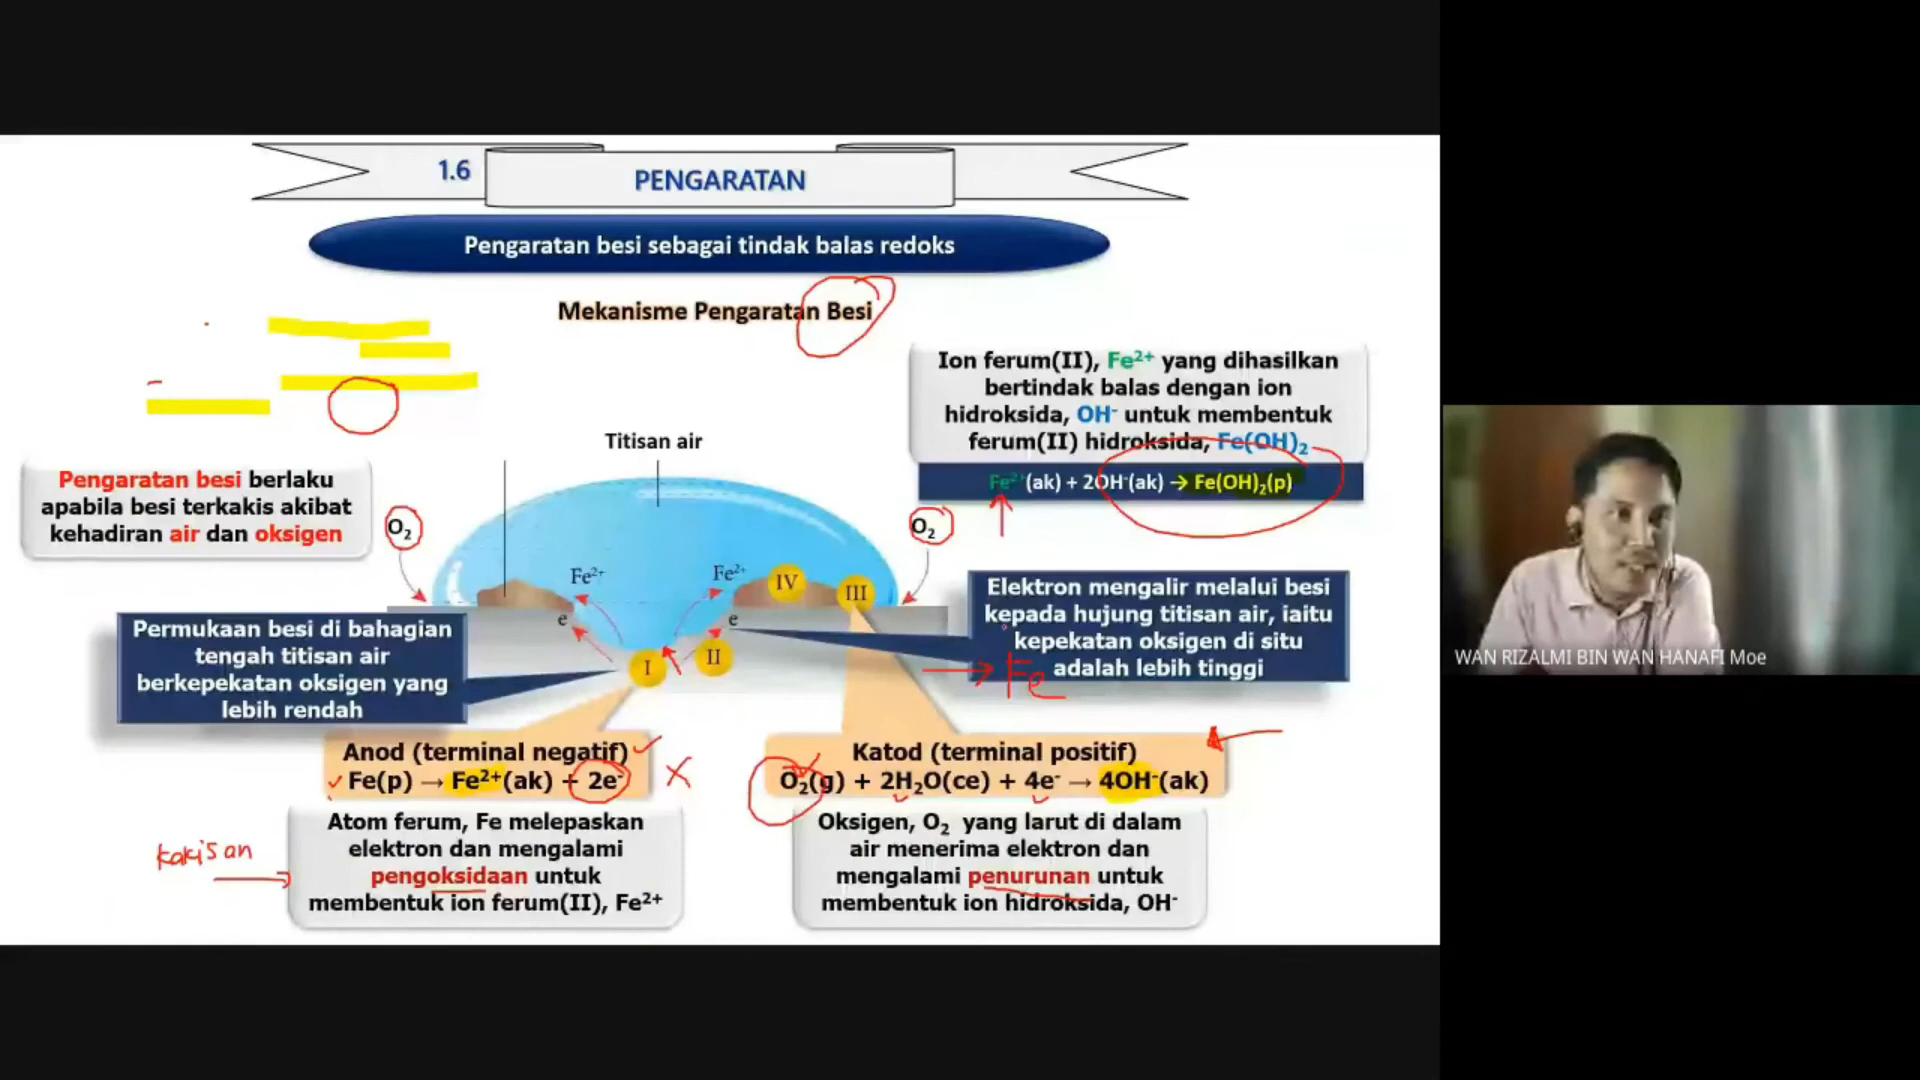 1.6
PENGARATAN
Pengaratan besi sebagai tindak balas redoks
Mekanisme Pengaratan Besi
Ion ferum(II), Fe²⁺ yang dihasilkan
bertindak balas dengan ion
hidroksida, OH⁻ untuk membentuk
ferum(II) hidroksida, Fe(OH)₂
Fe²⁺(ak) + 2OH⁻(ak) → Fe(OH)₂(p)
Titisan air
Pengaratan besi berlaku
apabila besi terkakis akibat
kehadiran air dan oksigen
O₂
O₂
Fe²⁺
Fe²⁺
IV
III
e
e
I
II
Permukaan besi di bahagian
tengah titisan air
berkepekatan oksigen yang
lebih rendah
Elektron mengalir melalui besi
kepada hujung titisan air, iaitu
kepekatan oksigen di situ
adalah lebih tinggi
Fe
Anod (terminal negatif)
Fe(p) → Fe²⁺(ak) + 2e⁻
Katod (terminal positif)
O₂(g) + 2H₂O(ce) + 4e⁻ → 4OH⁻(ak)
kakisan
Atom ferum, Fe melepaskan
elektron dan mengalami
pengoksidaan untuk
membentuk ion ferum(II), Fe²⁺
Oksigen, O₂ yang larut di dalam
air menerima elektron dan
mengalami penurunan untuk
membentuk ion hidroksida, OH⁻
WAN RIZALMI BIN WAN HANAFI Moe